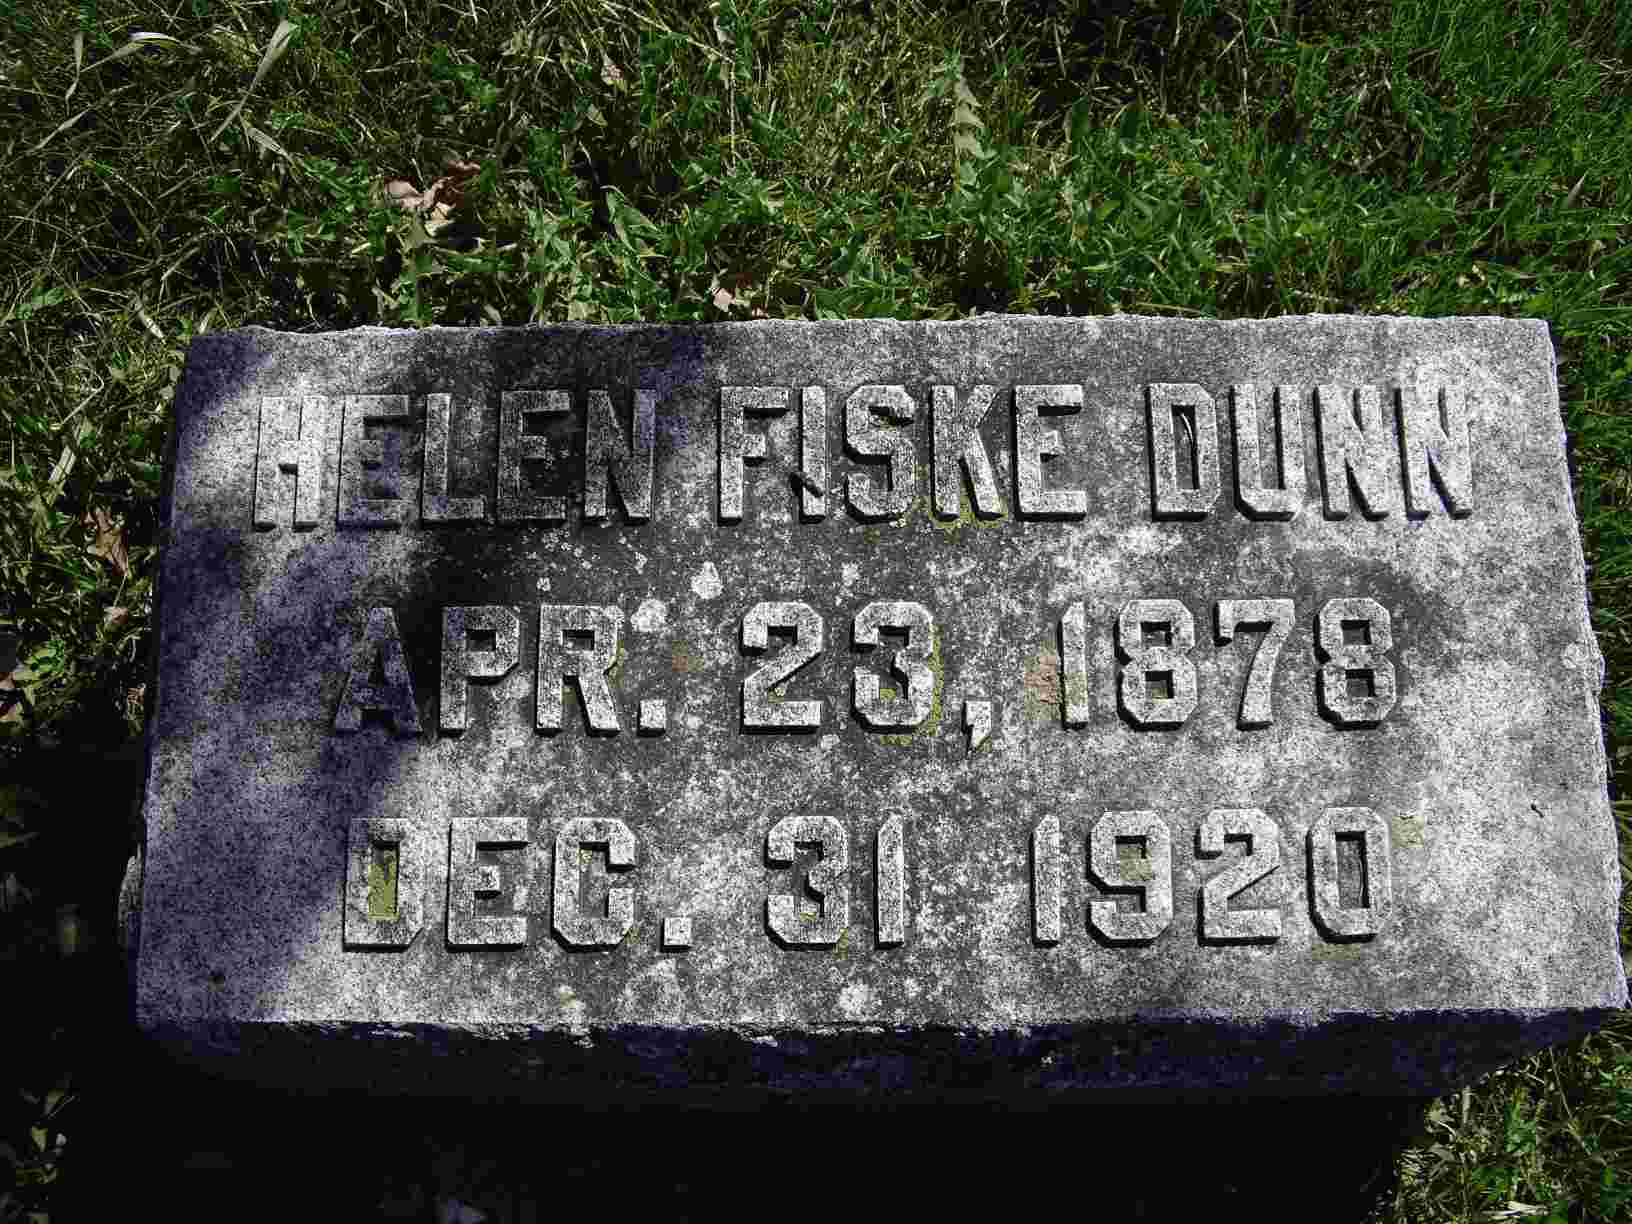 HELEN FISKE DUNN
APR. 23, 1878
DEC. 31 1920